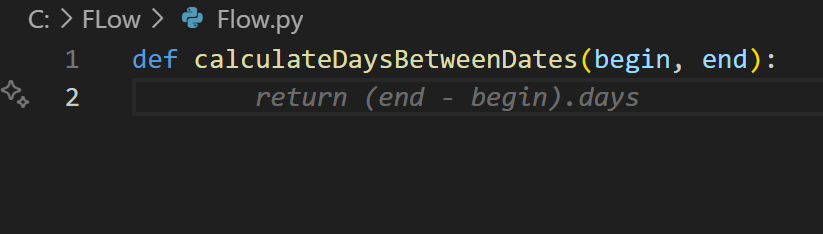 C: > FLow > Flow.py
1 def calculateDaysBetweenDates(begin, end):
2 return (end - begin).days